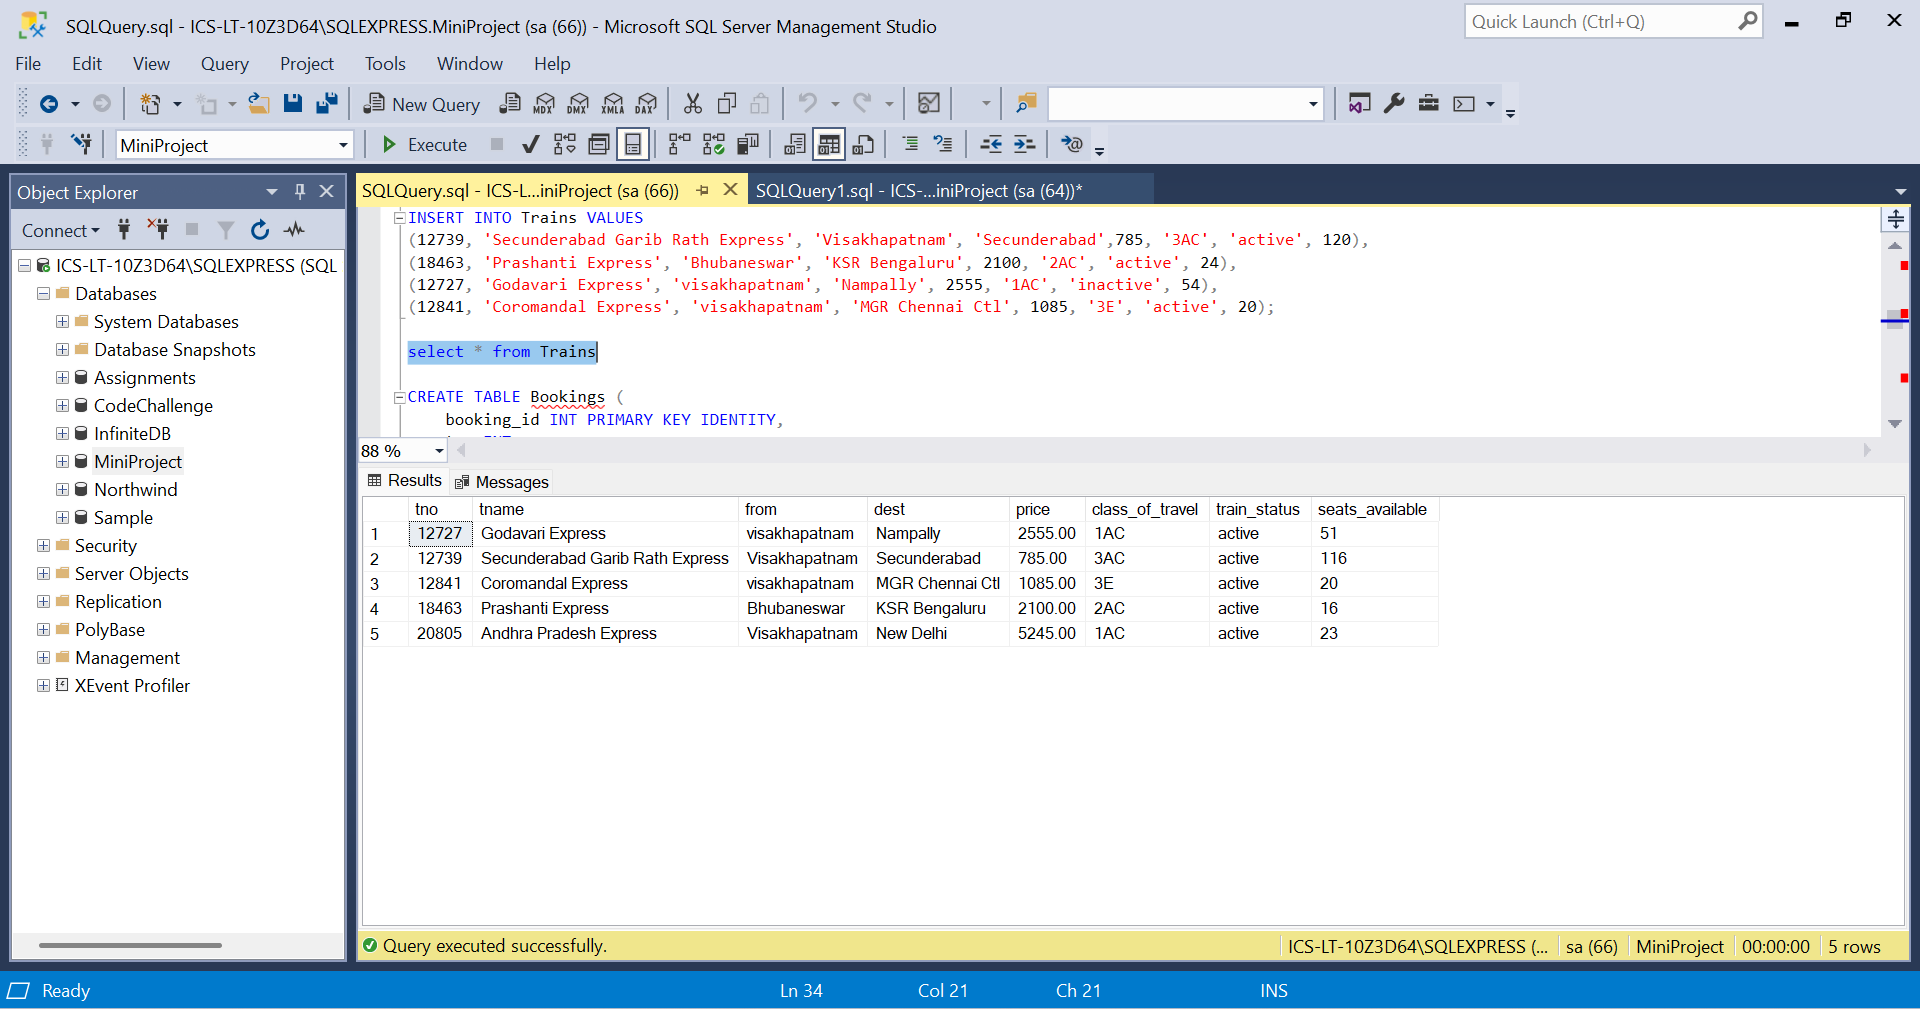 SQLQuery.sql - ICS-LT-10Z3D64\SQLEXPRESS.MiniProject (sa (66)) - Microsoft SQL Server Management Studio
Quick Launch (Ctrl+Q)
File Edit View Query Project Tools Window Help
New Query MDX DMX XMLA DAX
MiniProject Execute
Object Explorer
Connect
ICS-LT-10Z3D64\SQLEXPRESS (SQL
Databases
System Databases
Database Snapshots
Assignments
CodeChallenge
InfiniteDB
MiniProject
Northwind
Sample
Security
Server Objects
Replication
PolyBase
Management
XEvent Profiler
SQLQuery.sql - ICS-L...iniProject (sa (66))
SQLQuery1.sql - ICS-...iniProject (sa (64))*
INSERT INTO Trains VALUES
(12739, 'Secunderabad Garib Rath Express', 'Visakhapatnam', 'Secunderabad',785, '3AC', 'active', 120),
(18463, 'Prashanti Express', 'Bhubaneswar', 'KSR Bengaluru', 2100, '2AC', 'active', 24),
(12727, 'Godavari Express', 'visakhapatnam', 'Nampally', 2555, '1AC', 'inactive', 54),
(12841, 'Coromandal Express', 'visakhapatnam', 'MGR Chennai Ctl', 1085, '3E', 'active', 20);
select * from Trains
CREATE TABLE Bookings (
booking_id INT PRIMARY KEY IDENTITY,
88 %
Results Messages
tno tname from dest price class_of_travel train_status seats_available
1 12727 Godavari Express visakhapatnam Nampally 2555.00 1AC active 51
2 12739 Secunderabad Garib Rath Express Visakhapatnam Secunderabad 785.00 3AC active 116
3 12841 Coromandal Express visakhapatnam MGR Chennai Ctl 1085.00 3E active 20
4 18463 Prashanti Express Bhubaneswar KSR Bengaluru 2100.00 2AC active 16
5 20805 Andhra Pradesh Express Visakhapatnam New Delhi 5245.00 1AC active 23
Query executed successfully.
ICS-LT-10Z3D64\SQLEXPRESS (... sa (66) MiniProject 00:00:00 5 rows
Ready Ln 34 Col 21 Ch 21 INS